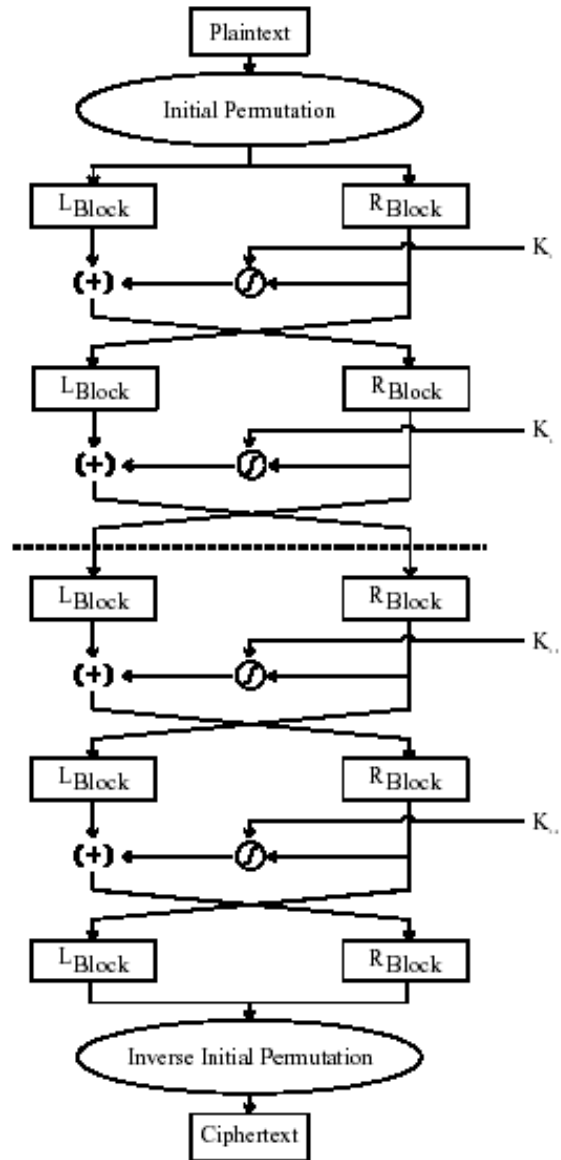 Plaintext
Initial Permutation
LBlock
RBlock
K
(+)
f
LBlock
RBlock
K
(+)
f
LBlock
RBlock
K
(+)
f
LBlock
RBlock
K
(+)
f
LBlock
RBlock
Inverse Initial Permutation
Ciphertext